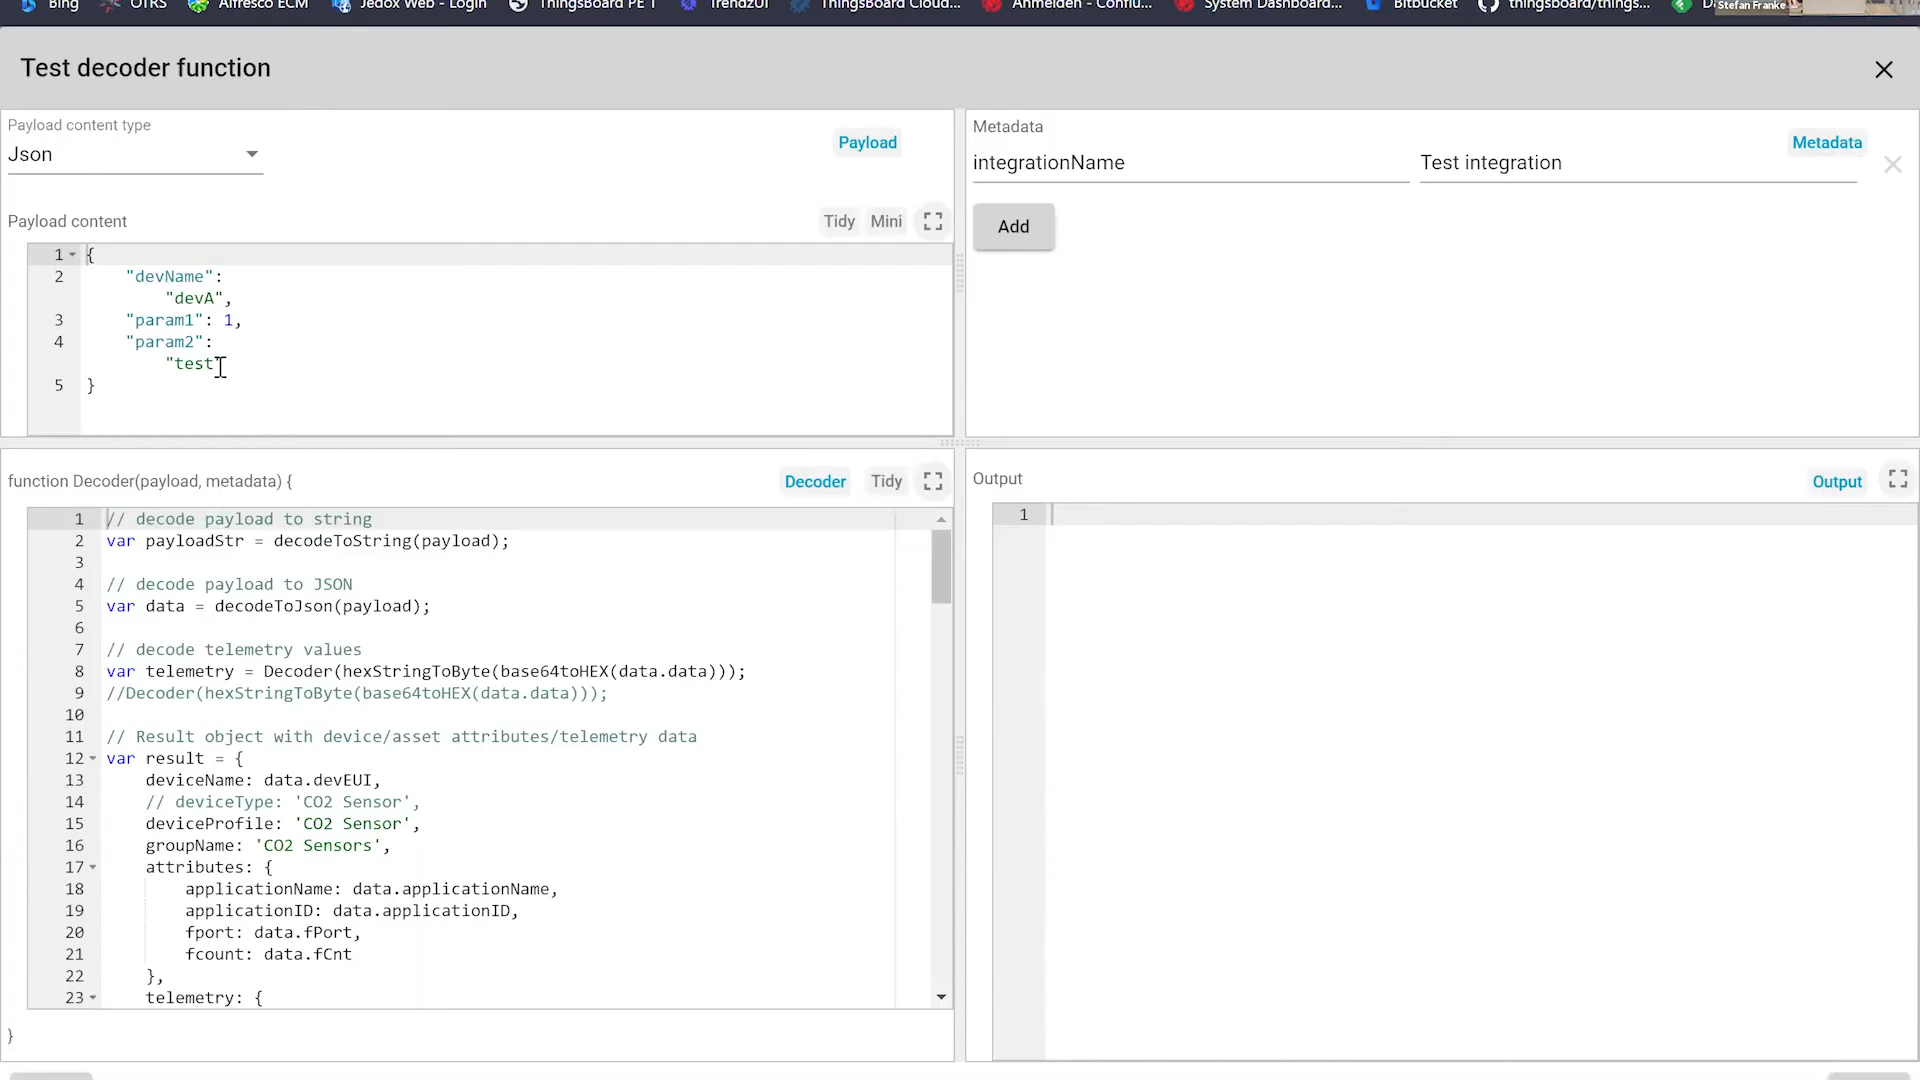 Bing OTRS Alfresco ECM Jedox Web - Login ThingsBoard PE TrendzUI ThingsBoard Cloud... Anmelden - Conflu... System Dashboard... Bitbucket thingsboard/things...
Stefan Franke
Test decoder function
Payload content type
Json
Payload
Payload content
Tidy Mini
1 {
2 "devName":
"devA",
3 "param1": 1,
4 "param2":
"test"
5 }
Metadata
Metadata
integrationName Test integration
Add
function Decoder(payload, metadata) {
Decoder Tidy
1 // decode payload to string
2 var payloadStr = decodeToString(payload);
3
4 // decode payload to JSON
5 var data = decodeToJson(payload);
6
7 // decode telemetry values
8 var telemetry = Decoder(hexStringToByte(base64toHEX(data.data)));
9 //Decoder(hexStringToByte(base64toHEX(data.data)));
10
11 // Result object with device/asset attributes/telemetry data
12 var result = {
13 deviceName: data.devEUI,
14 // deviceType: 'CO2 Sensor',
15 deviceProfile: 'CO2 Sensor',
16 groupName: 'CO2 Sensors',
17 attributes: {
18 applicationName: data.applicationName,
19 applicationID: data.applicationID,
20 fport: data.fPort,
21 fcount: data.fCnt
22 },
23 telemetry: {
}
Output
Output
1